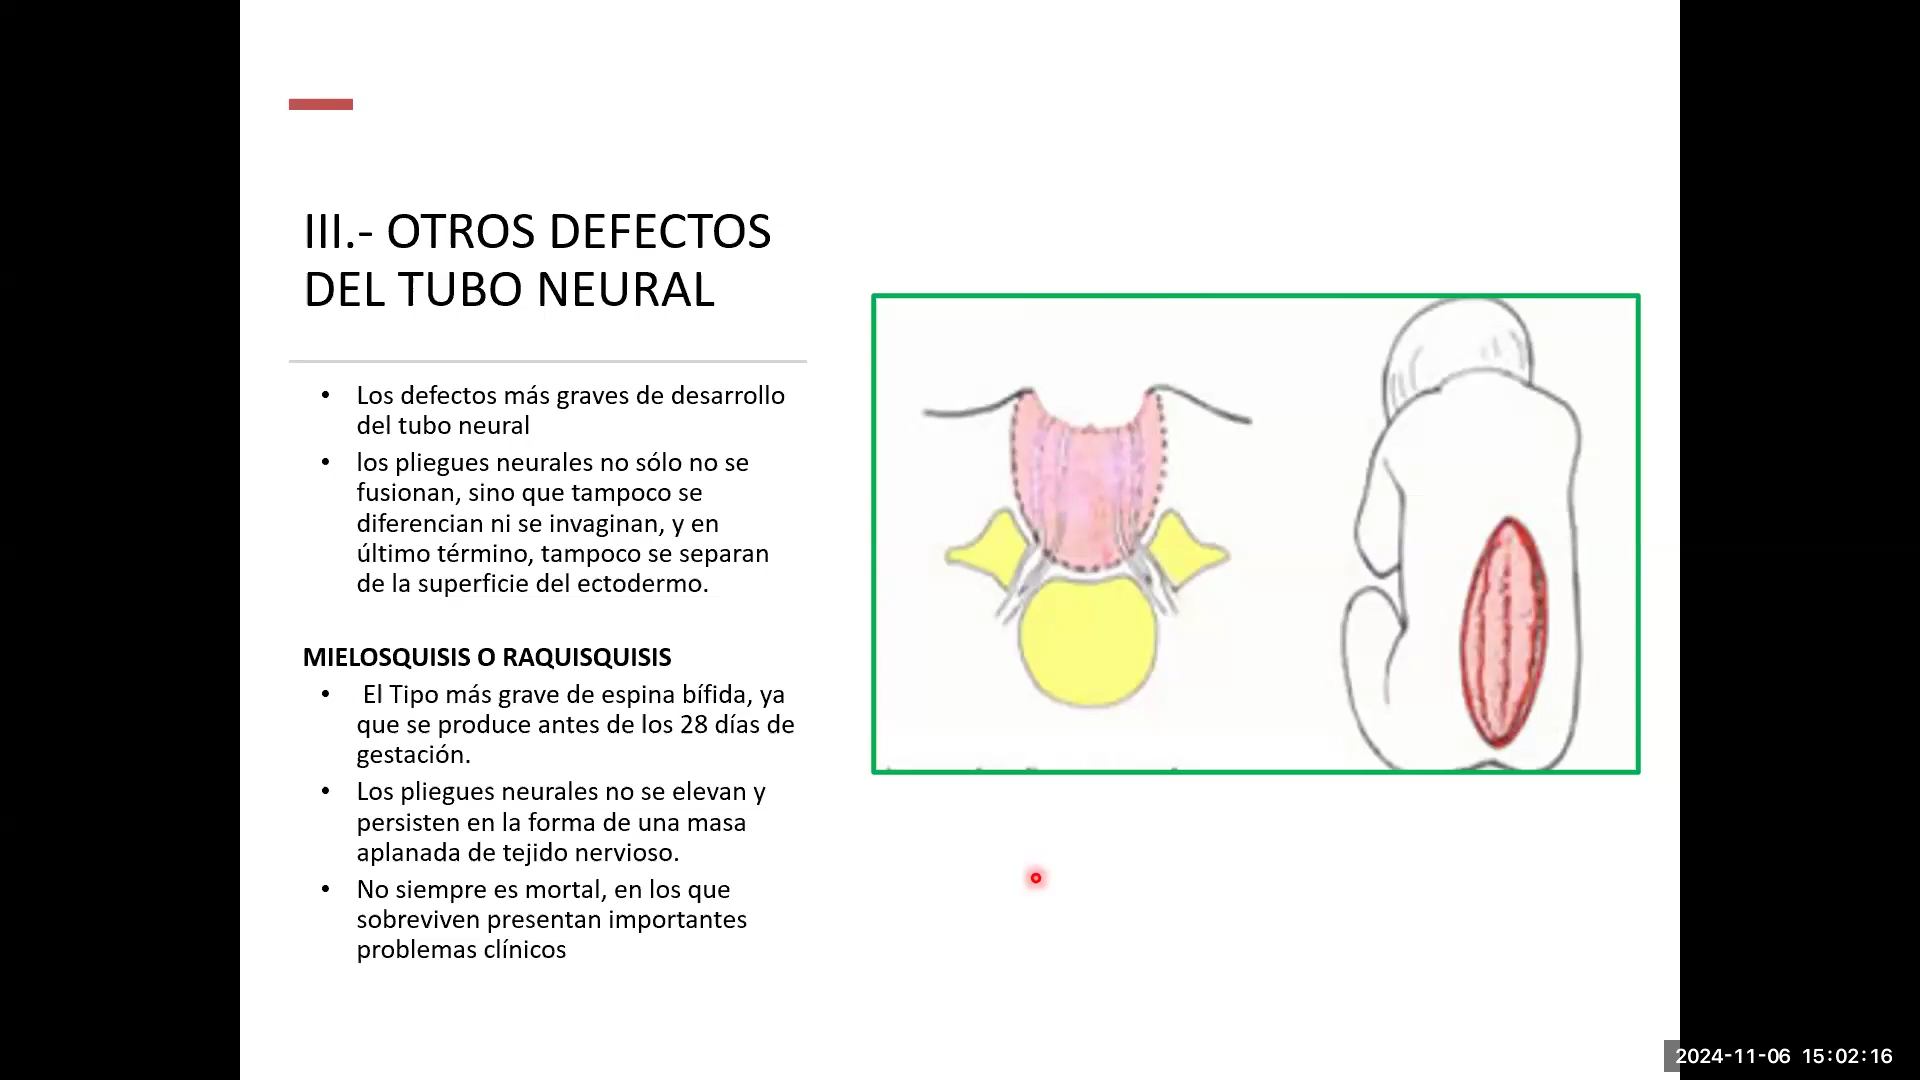 III.- OTROS DEFECTOS
DEL TUBO NEURAL
• Los defectos más graves de desarrollo
del tubo neural
• los pliegues neurales no sólo no se
fusionan, sino que tampoco se
diferencian ni se invaginan, y en
último término, tampoco se separan
de la superficie del ectodermo.
MIELOSQUISIS O RAQUISQUISIS
• El Tipo más grave de espina bífida, ya
que se produce antes de los 28 días de
gestación.
• Los pliegues neurales no se elevan y
persisten en la forma de una masa
aplanada de tejido nervioso.
• No siempre es mortal, en los que
sobreviven presentan importantes
problemas clínicos
2024-11-06 15:02:16